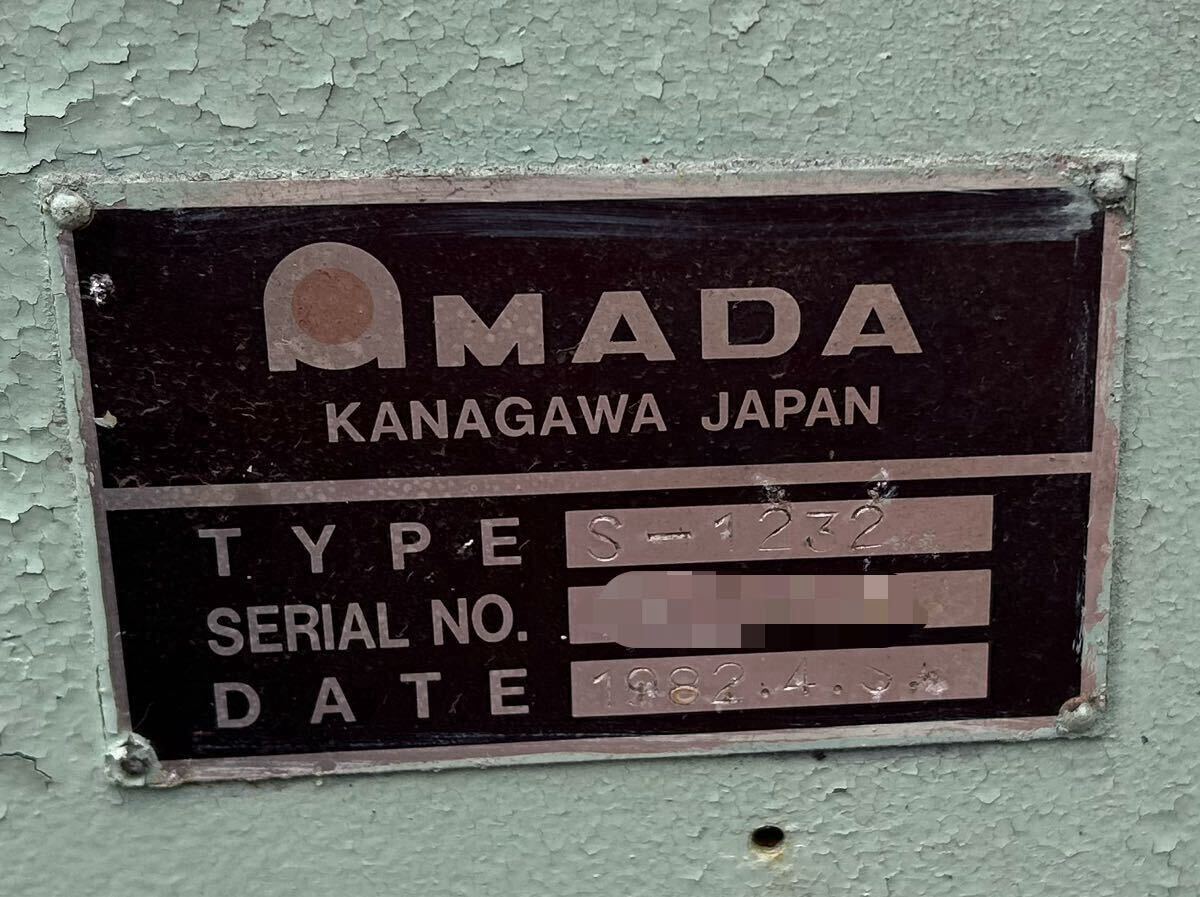 AMADA
KANAGAWA JAPAN
TYPE S-1232
SERIAL NO.
DATE 1982.4.